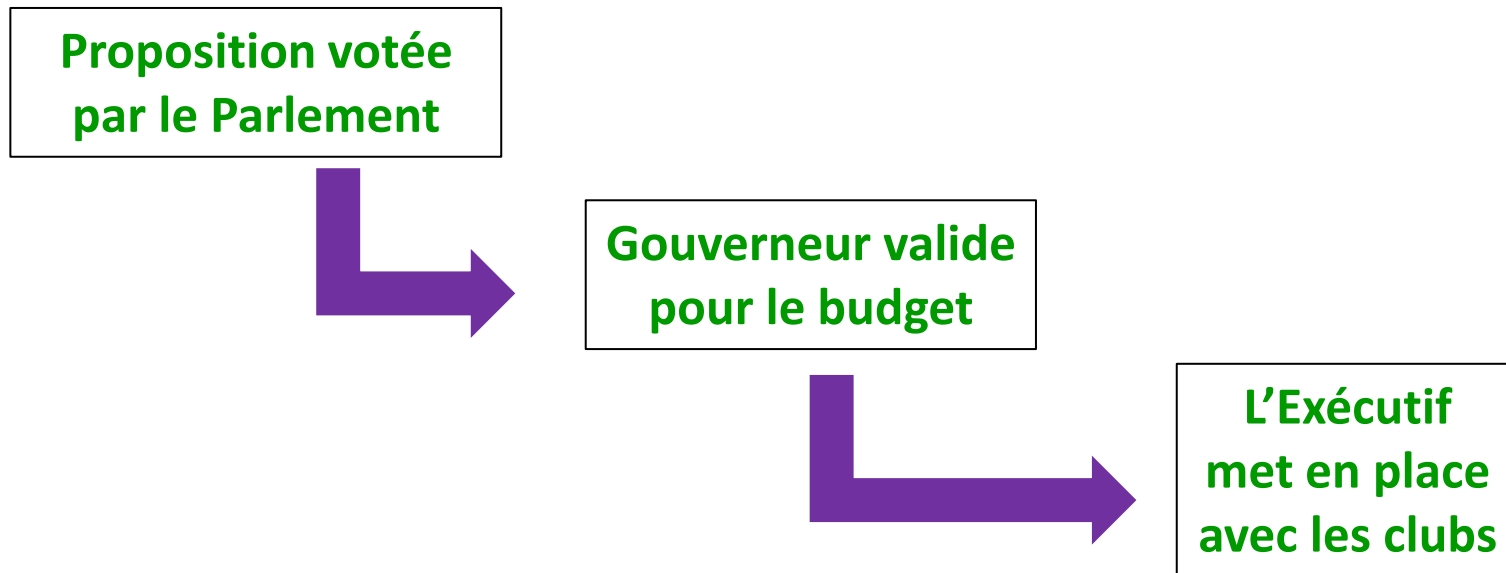 Proposition votée
par le Parlement
Gouverneur valide
pour le budget
L’Exécutif
met en place
avec les clubs